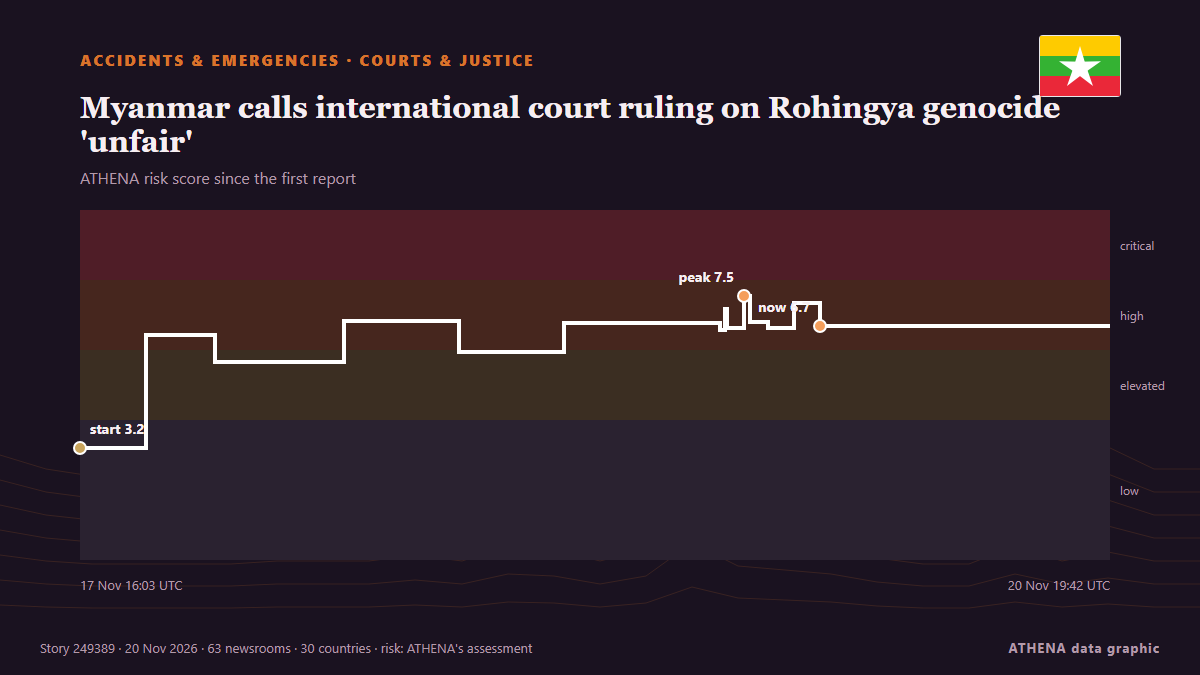 ACCIDENTS & EMERGENCIES · COURTS & JUSTICE
Myanmar calls international court ruling on Rohingya genocide
'unfair'
ATHENA risk score since the first report
critical
peak 7.5
now 6.7
high
elevated
start 3.2
low
17 Nov 16:03 UTC
20 Nov 19:42 UTC
Story 249389 · 20 Nov 2026 · 63 newsrooms · 30 countries · risk: ATHENA's assessment
ATHENA data graphic